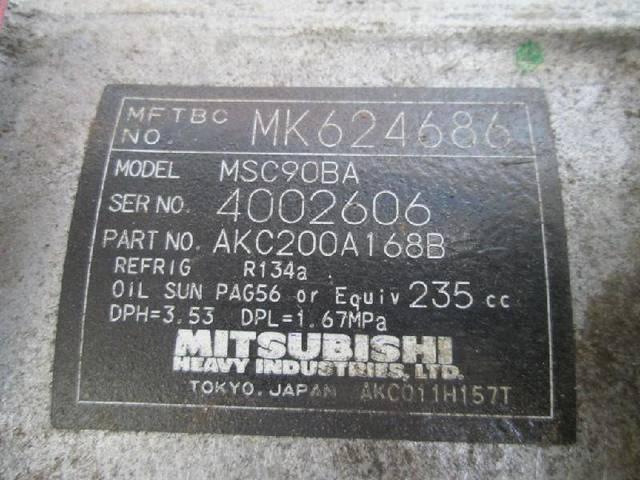 MFTBC NO. MK624686
MODEL MSC90BA
SER NO. 4002606
PART NO. AKC200A168B
REFRIG R134a
OIL SUN PAG56 or Equiv 235 cc
DPH=3.53 DPL=1.67MPa
MITSUBISHI
HEAVY INDUSTRIES, LTD.
TOKYO, JAPAN AKC011H157T